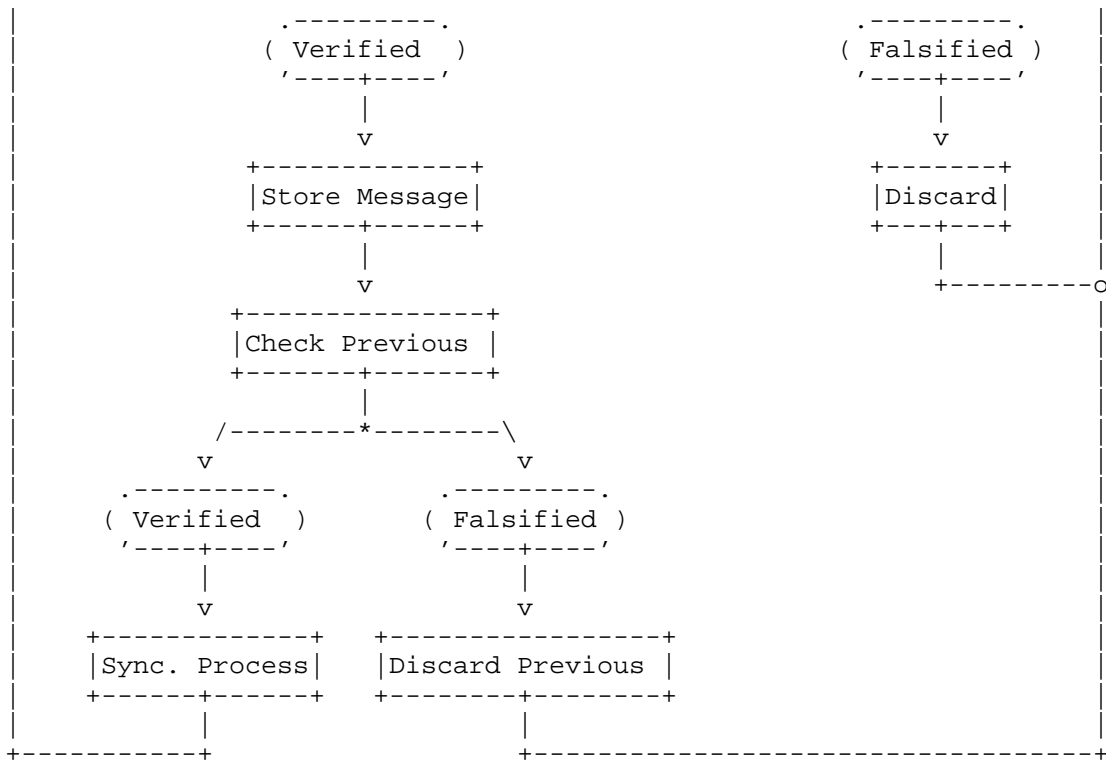 ( Verified ) ( Falsified )
v v
|Store Message| |Discard|
v
|Check Previous |
v v
( Verified ) ( Falsified )
v v
|Sync. Process| |Discard Previous |